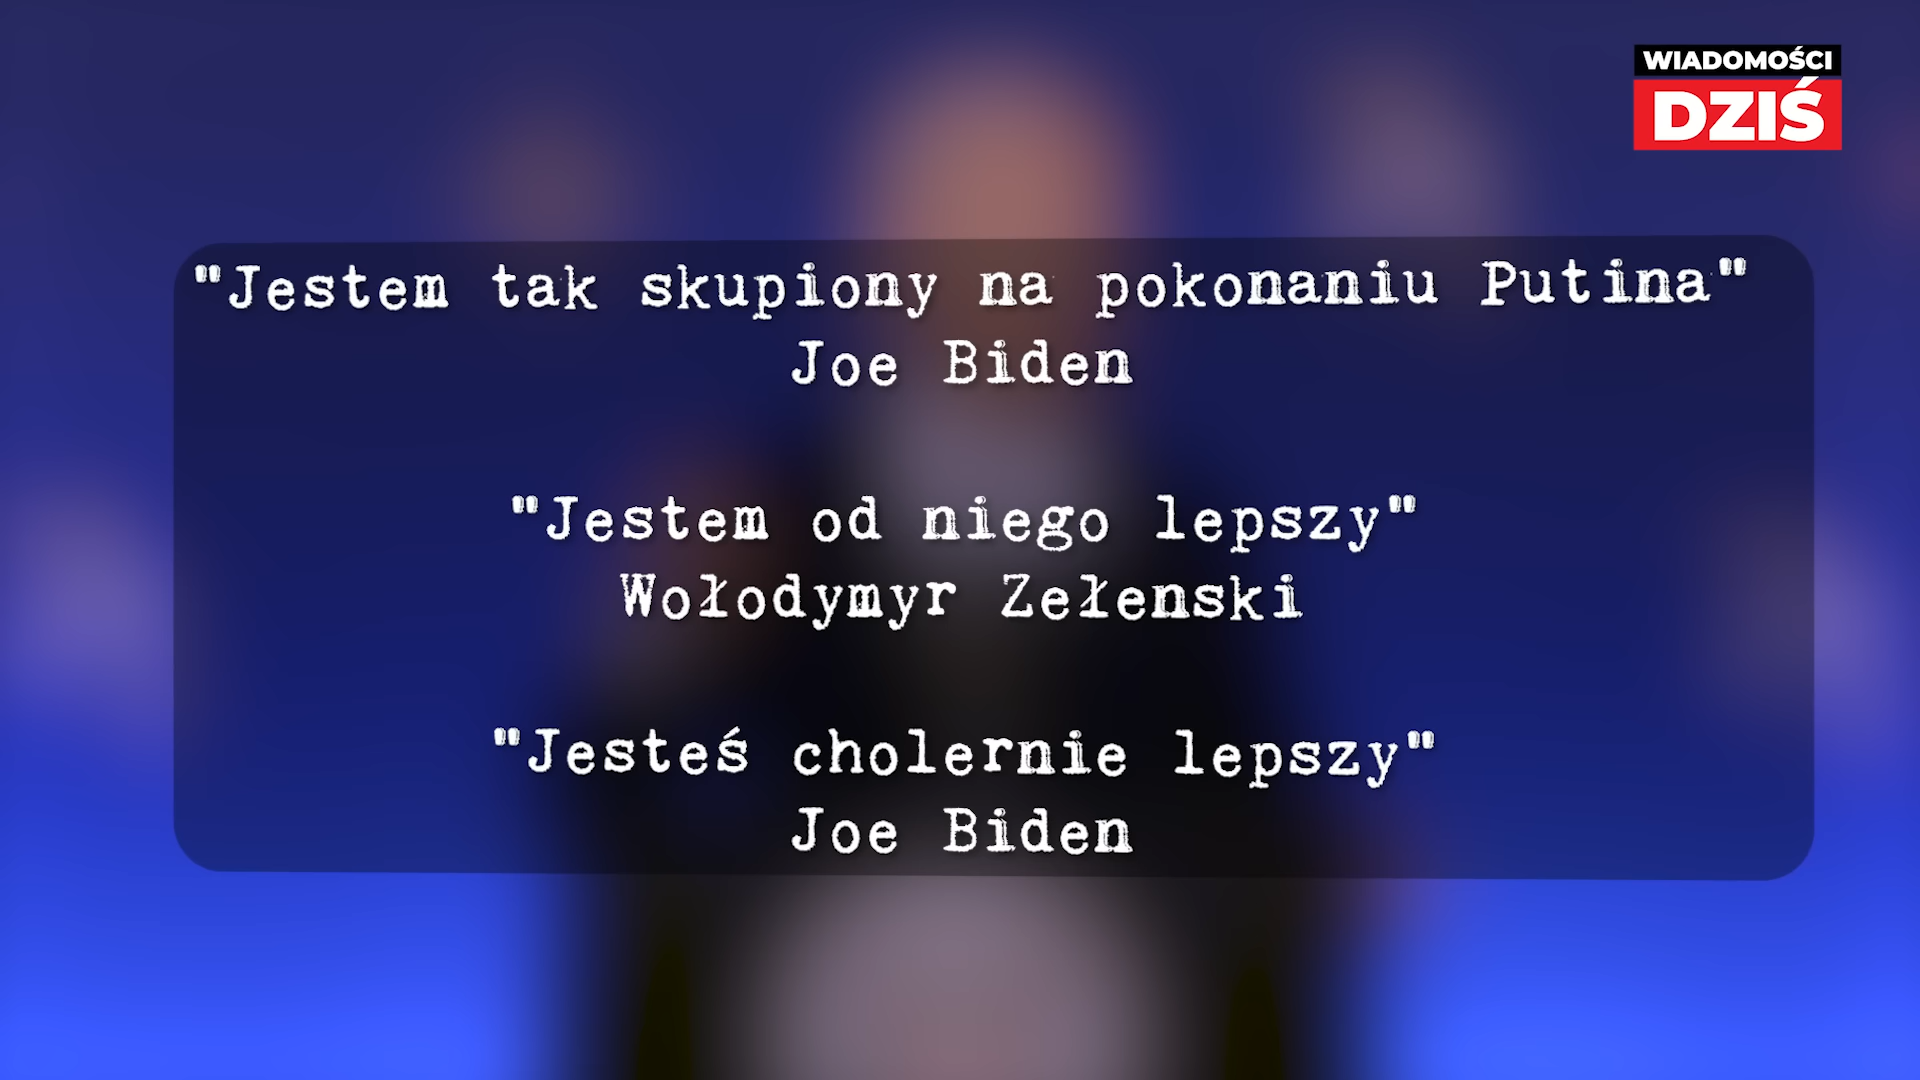 WIADOMOŚCI
DZIŚ
"Jestem tak skupiony na pokonaniu Putina"
Joe Biden
"Jestem od niego lepszy"
Wołodymyr Zełenski
"Jesteś cholernie lepszy"
Joe Biden